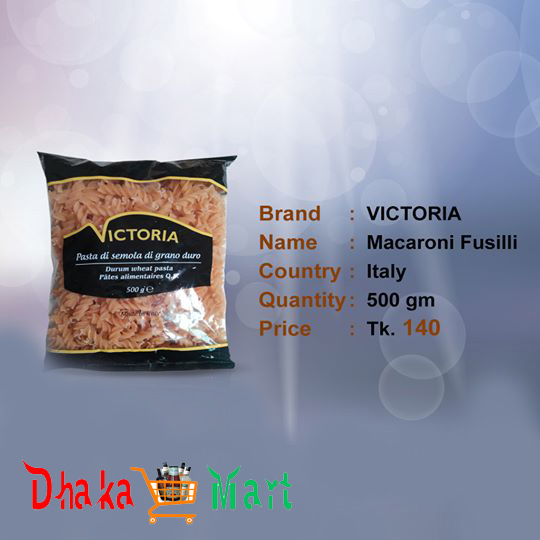 VICTORIA
Pasta di semola di grano duro
Durum wheat pasta
Pâtes alimentaires Q.S.
500 g e
Brand : VICTORIA
Name : Macaroni Fusilli
Country : Italy
Quantity : 500 gm
Price : Tk. 140
Dhaka Mart